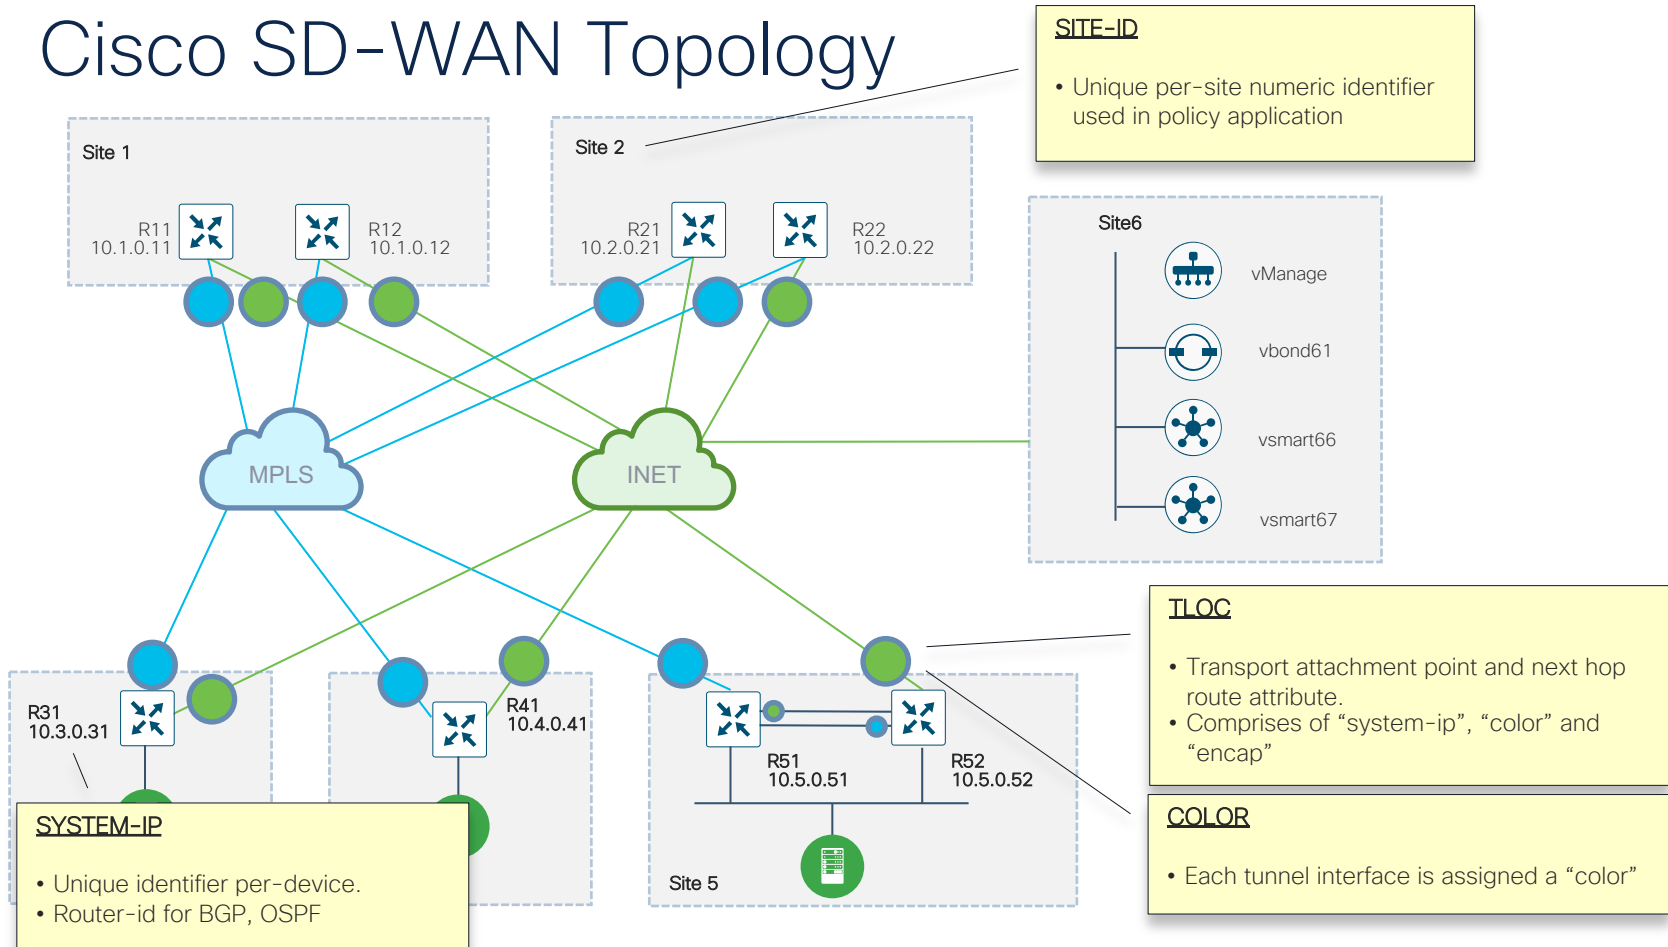 Cisco SD-WAN Topology
SITE-ID
• Unique per-site numeric identifier
used in policy application
Site 1
R11
10.1.0.11
R12
10.1.0.12
Site 2
R21
10.2.0.21
R22
10.2.0.22
Site6
vManage
vbond61
vsmart66
vsmart67
MPLS
INET
R31
10.3.0.31
R41
10.4.0.41
R51
10.5.0.51
R52
10.5.0.52
Site 5
TLOC
• Transport attachment point and next hop
route attribute.
• Comprises of “system-ip”, “color” and
“encap”
COLOR
• Each tunnel interface is assigned a “color”
SYSTEM-IP
• Unique identifier per-device.
• Router-id for BGP, OSPF